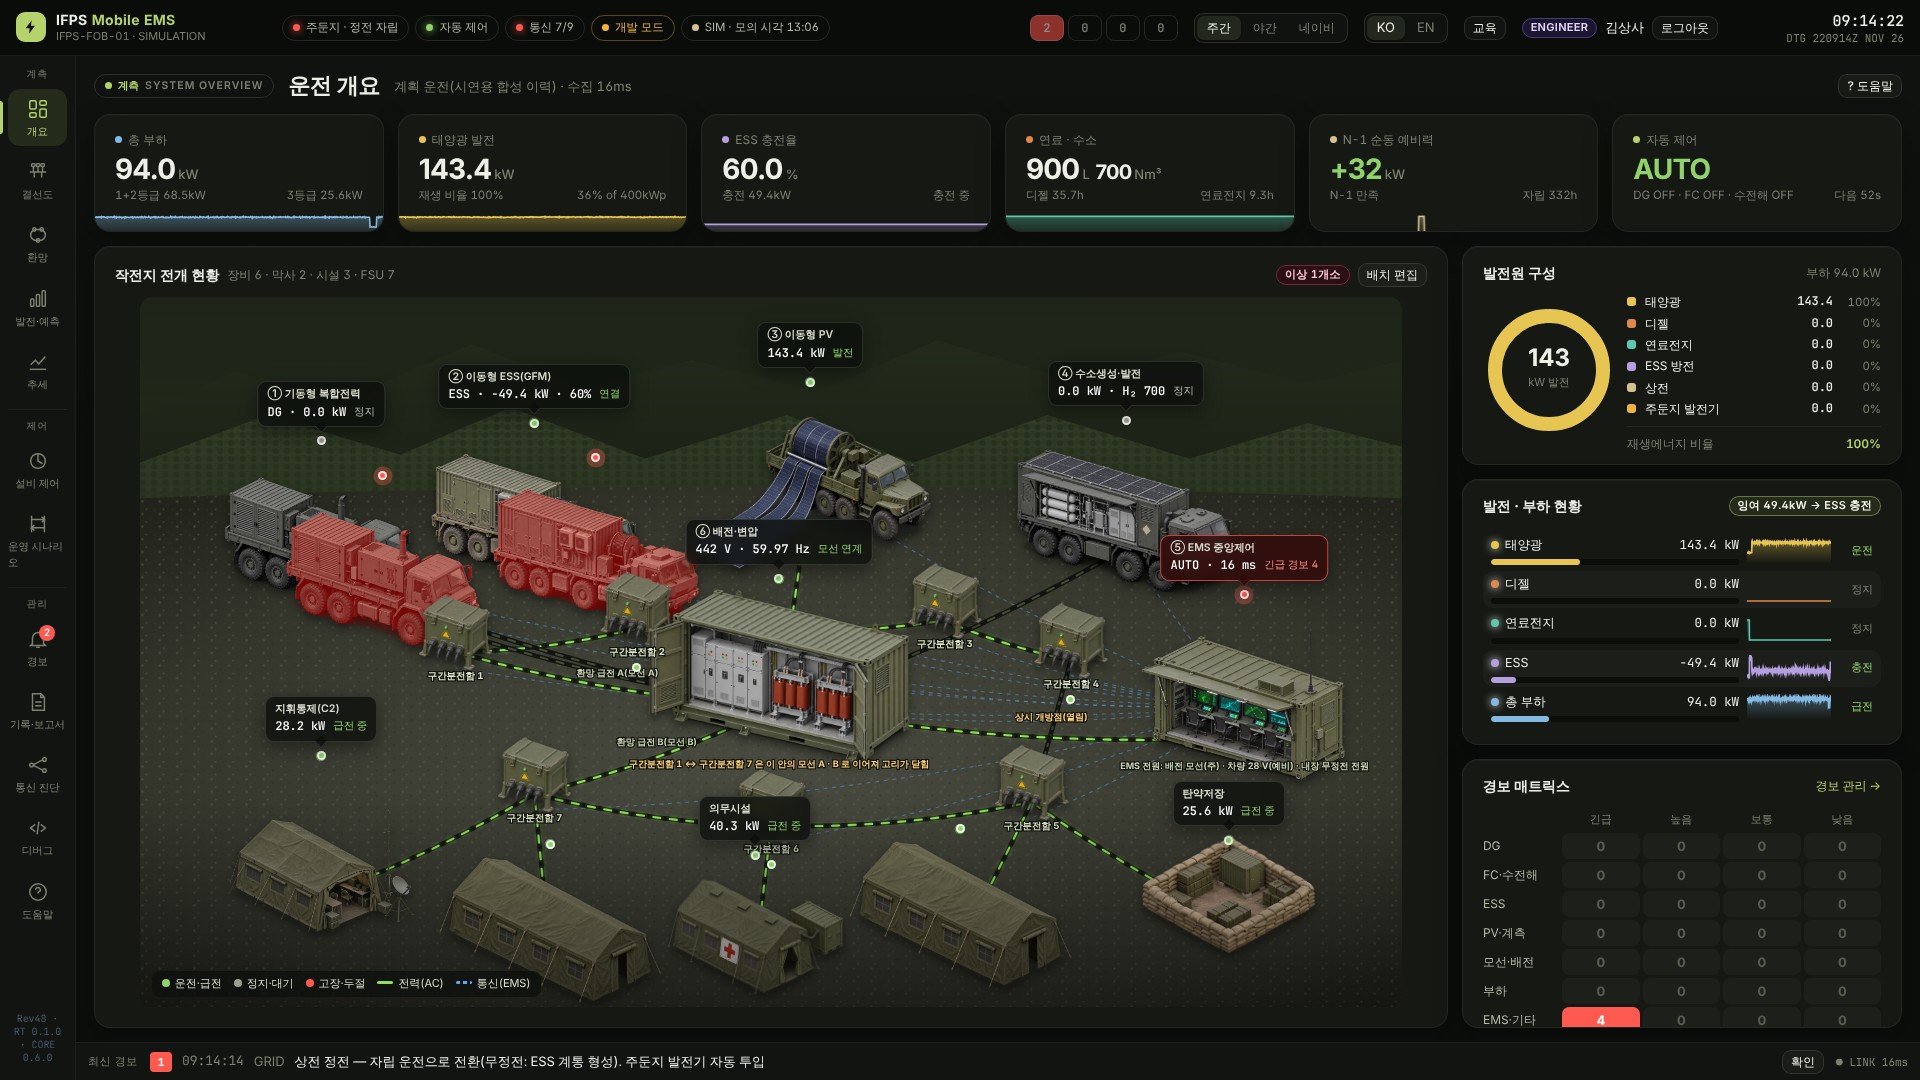 IFPS Mobile EMS
IFPS-FOB-01 · SIMULATION
주둔지 · 정전 자립
자동 제어
통신 7/9
개발 모드
SIM · 모의 시각 13:06
2 0 0 0
주간 야간 네이비
KO EN
교육
ENGINEER 김상사 로그아웃
09:14:22
DTG 220914Z NOV 26
계측
개요
결선도
환망
발전·예측
추세
제어
설비 제어
운영 시나리오
관리
2
경보
기록·보고서
통신 진단
디버그
도움말
Rev48 ·
RT 0.1.0
· CORE
0.6.0
계측 SYSTEM OVERVIEW
운전 개요
계획 운전(시연용 합성 이력) · 수집 16ms
? 도움말
총 부하
94.0 kW
1+2등급 68.5kW 3등급 25.6kW
태양광 발전
143.4 kW
재생 비율 100% 36% of 400kWp
ESS 충전율
60.0 %
충전 49.4kW 충전 중
연료 · 수소
900 L 700 Nm³
디젤 35.7h 연료전지 9.3h
N-1 순동 예비력
+32 kW
N-1 만족 자립 332h
자동 제어
AUTO
DG OFF · FC OFF · 수전해 OFF 다음 52s
작전지 전개 현황 장비 6 · 막사 2 · 시설 3 · FSU 7
이상 1개소
배치 편집
③ 이동형 PV
143.4 kW 발전
② 이동형 ESS(GFM)
ESS · -49.4 kW · 60% 연결
④ 수소생성·발전
0.0 kW · H₂ 700 정지
① 기동형 복합전력
DG · 0.0 kW 정지
⑥ 배전·변압
442 V · 59.97 Hz 모선 연계
⑤ EMS 중앙제어
AUTO · 16 ms 긴급 경보 4
구간분전함 3
구간분전함 2
환망 급전 A(모선 A)
구간분전함 1
구간분전함 4
지휘통제(C2)
28.2 kW 급전 중
상시 개방점(열림)
환망 급전 B(모선 B)
구간분전함 1 ↔ 구간분전함 7 은 이 안의 모선 A · B 로 이어져 고리가 닫힘
EMS 전원: 배전 모선(주) · 차량 28 V(예비) · 내장 무정전 전원
탄약저장
25.6 kW 급전 중
의무시설
40.3 kW 급전 중
구간분전함 7
구간분전함 5
구간분전함 6
운전·급전 정지·대기 고장·두절 전력(AC) 통신(EMS)
발전원 구성 부하 94.0 kW
143
kW 발전
태양광 143.4 100%
디젤 0.0 0%
연료전지 0.0 0%
ESS 방전 0.0 0%
상전 0.0 0%
주둔지 발전기 0.0 0%
재생에너지 비율 100%
발전 · 부하 현황 잉여 49.4kW → ESS 충전
태양광 143.4 kW 운전
디젤 0.0 kW 정지
연료전지 0.0 kW 정지
ESS -49.4 kW 충전
총 부하 94.0 kW 급전
경보 매트릭스 경보 관리 →
긴급 높음 보통 낮음
DG 0 0 0 0
FC·수전해 0 0 0 0
ESS 0 0 0 0
PV·계측 0 0 0 0
모선·배전 0 0 0 0
부하 0 0 0 0
EMS·기타 4 0 0 0
최신 경보 1 09:14:14 GRID 상전 정전 — 자립 운전으로 전환(무정전: ESS 계통 형성). 주둔지 발전기 자동 투입
확인
LINK 16ms